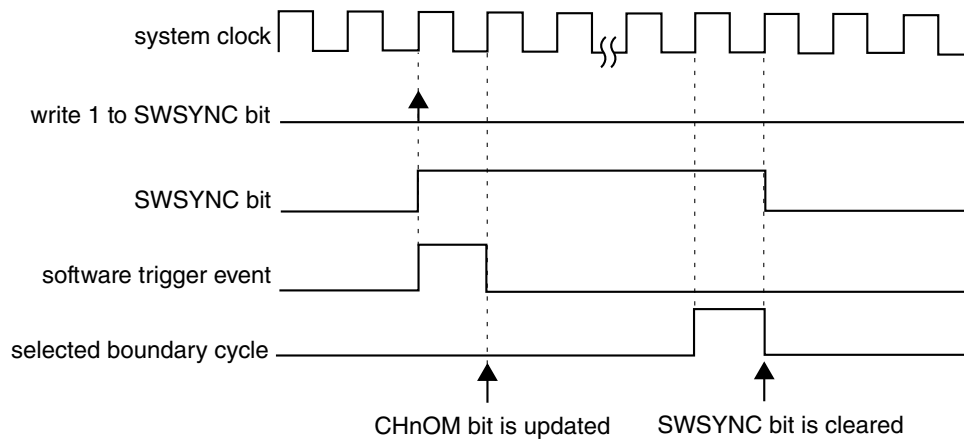 system clock
write 1 to SWSYNC bit
SWSYNC bit
software trigger event
selected boundary cycle
CHnOM bit is updated
SWSYNC bit is cleared